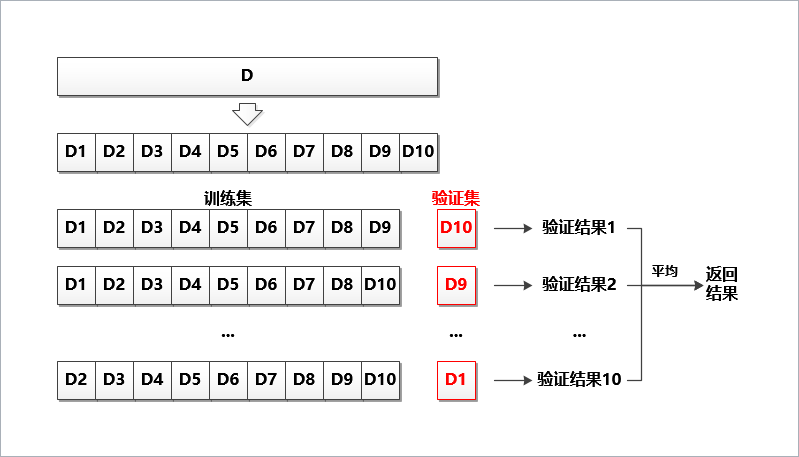 D
D1 D2 D3 D4 D5 D6 D7 D8 D9 D10
训练集 验证集
D1 D2 D3 D4 D5 D6 D7 D8 D9 D10 验证结果1
D1 D2 D3 D4 D5 D6 D7 D8 D10 D9 验证结果2
平均
返回
结果
... ... ...
D2 D3 D4 D5 D6 D7 D8 D9 D10 D1 验证结果10